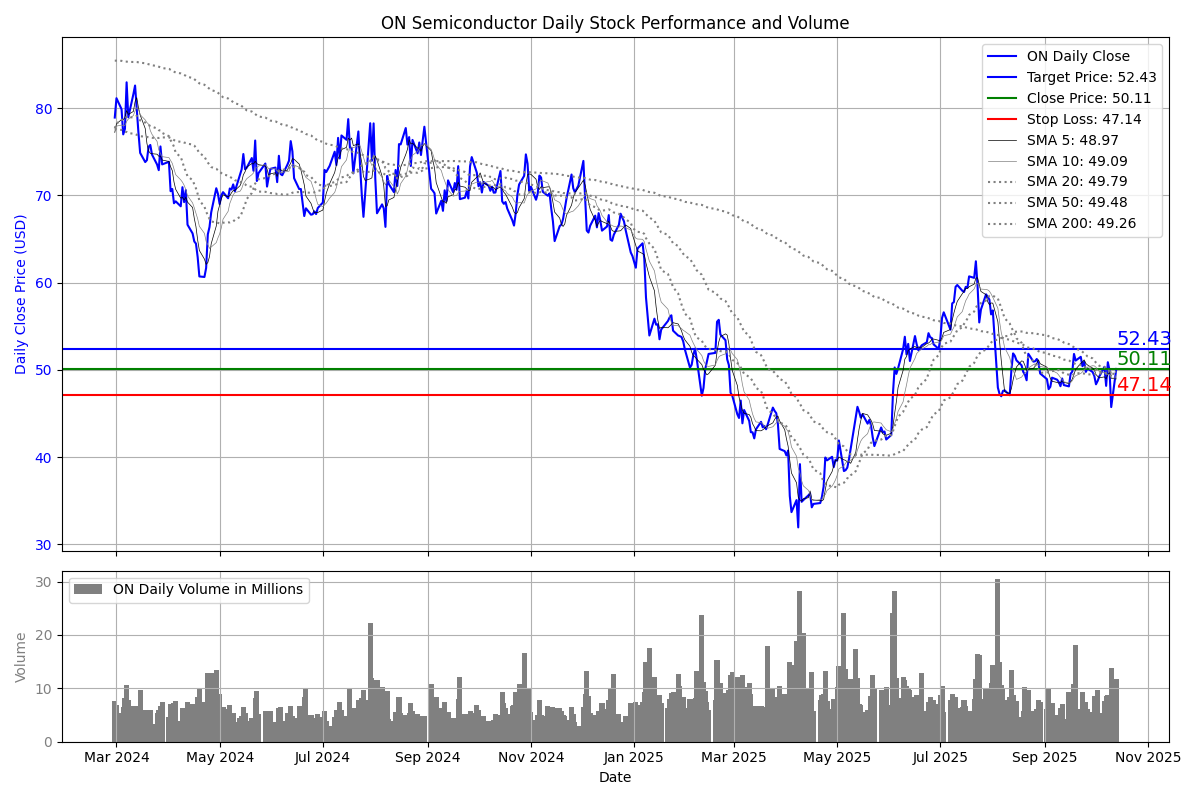 ON Semiconductor Daily Stock Performance and Volume
ON Daily Close
Target Price: 52.43
Close Price: 50.11
Stop Loss: 47.14
SMA 5: 48.97
SMA 10: 49.09
SMA 20: 49.79
SMA 50: 49.48
SMA 200: 49.26
Daily Close Price (USD)
80
70
60
50
40
30
52.43
50.11
47.14
ON Daily Volume in Millions
Volume
30
20
10
0
Mar 2024
May 2024
Jul 2024
Sep 2024
Nov 2024
Jan 2025
Mar 2025
May 2025
Jul 2025
Sep 2025
Nov 2025
Date